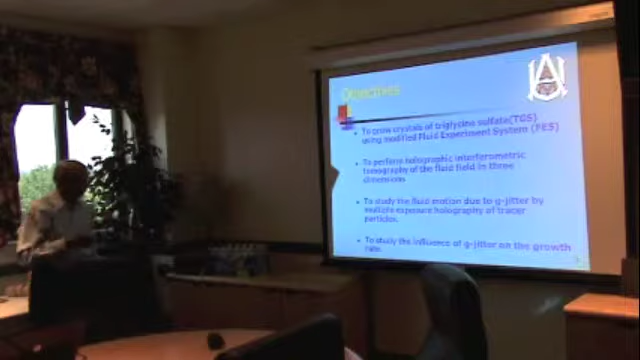 Objectives
• To grow crystals of triglycine sulfate(TGS)
using modified Fluid Experiment System (FES)
• To perform holographic interferometric
tomography of the fluid field in three
dimensions
• To study the fluid motion due to g-jitter by
multiple exposure holography of tracer
particles.
• To study the influence of g-jitter on the growth
rate.